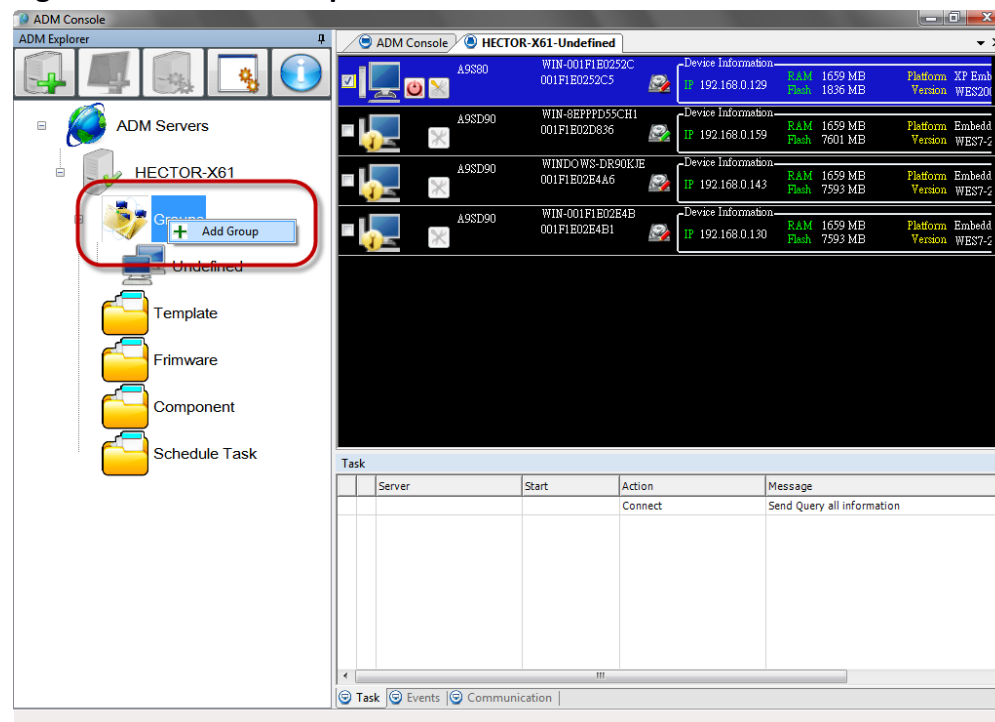 ADM Console
ADM Explorer
ADM Servers
HECTOR-X61
Groups
Add Group
Undefined
Template
Frimware
Component
Schedule Task
ADM Console HECTOR-X61-Undefined
A9S80 WIN-001F1E0252C Device Information
001F1E0252C5 IP 192.168.0.129 RAM 1659 MB Platform XP Emb
Flash 1836 MB Version WES200
A9SD90 WIN-8EPPPD55CH1 Device Information
001F1E02D836 IP 192.168.0.159 RAM 1659 MB Platform Embedd
Flash 7601 MB Version WES7-2
A9SD90 WINDOWS-DR90KJE Device Information
001F1E02E4A6 IP 192.168.0.143 RAM 1659 MB Platform Embedd
Flash 7593 MB Version WES7-2
A9SD90 WIN-001F1E02E4B Device Information
001F1E02E4B1 IP 192.168.0.130 RAM 1659 MB Platform Embedd
Flash 7593 MB Version WES7-2
Task
Server Start Action Message
Connect Send Query all information
Task Events Communication